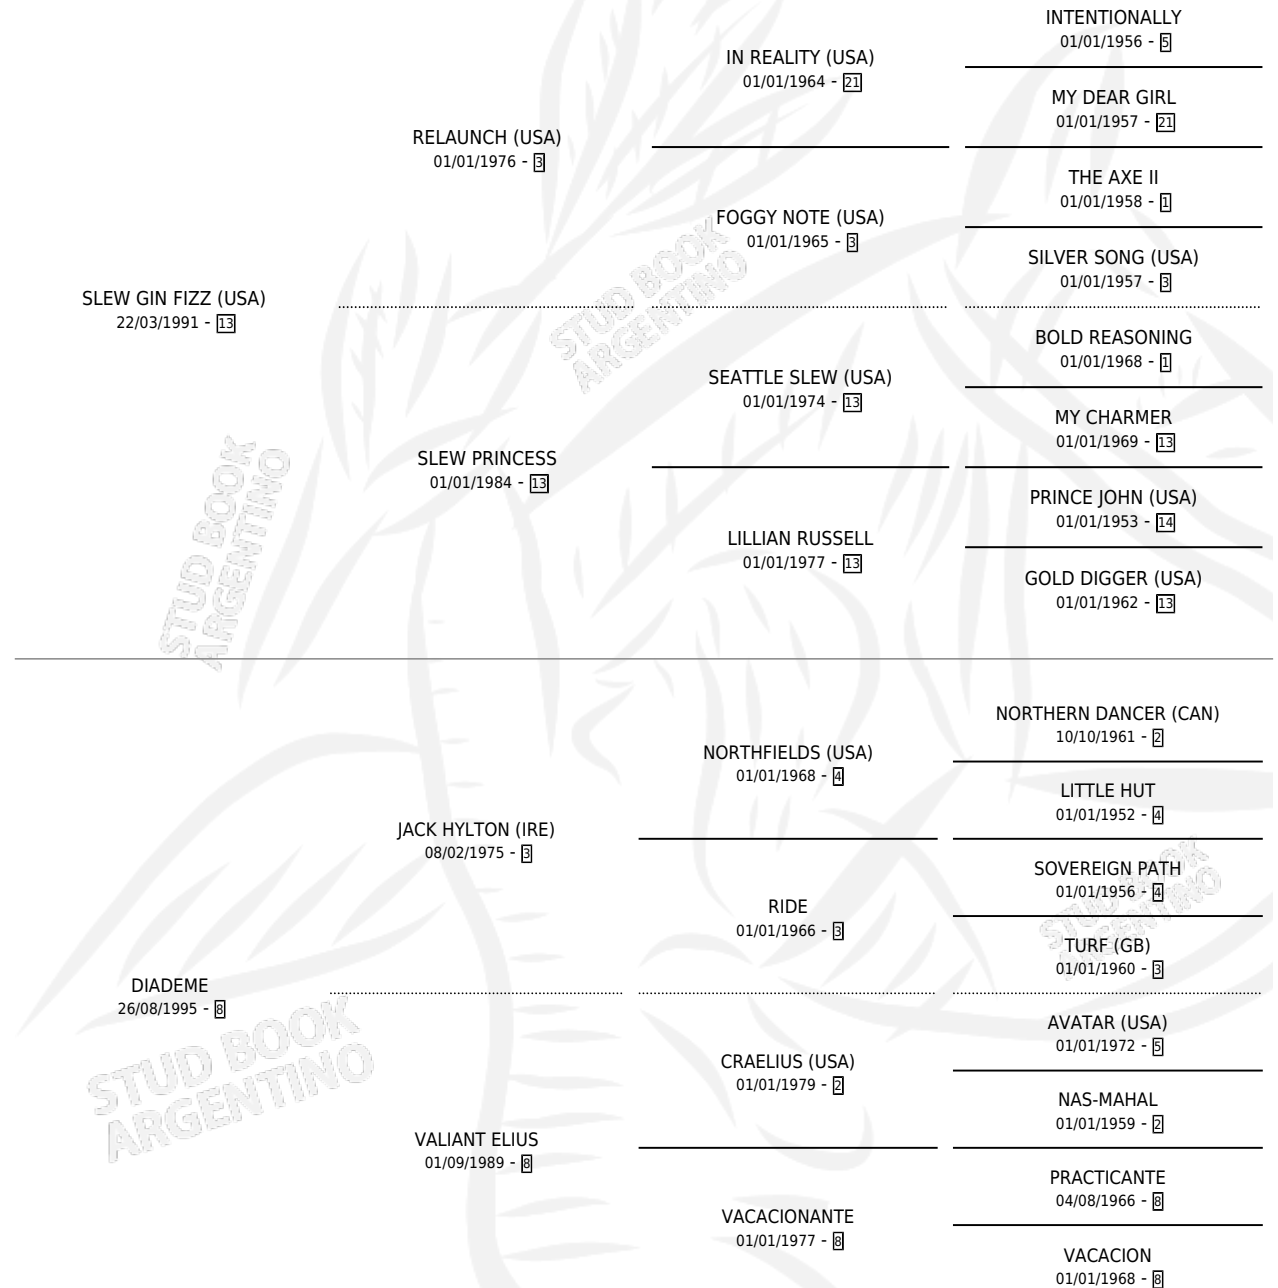 INTENTIONALLY
01/01/1956 - 5
IN REALITY (USA)
01/01/1964 - 21
MY DEAR GIRL
01/01/1957 - 21
RELAUNCH (USA)
01/01/1976 - 3
THE AXE II
01/01/1958 - 1
FOGGY NOTE (USA)
01/01/1965 - 3
SILVER SONG (USA)
01/01/1957 - 3
SLEW GIN FIZZ (USA)
22/03/1991 - 13
BOLD REASONING
01/01/1968 - 1
SEATTLE SLEW (USA)
01/01/1974 - 13
MY CHARMER
01/01/1969 - 13
SLEW PRINCESS
01/01/1984 - 13
PRINCE JOHN (USA)
01/01/1953 - 14
LILLIAN RUSSELL
01/01/1977 - 13
GOLD DIGGER (USA)
01/01/1962 - 13
NORTHERN DANCER (CAN)
10/10/1961 - 2
NORTHFIELDS (USA)
01/01/1968 - 4
LITTLE HUT
01/01/1952 - 4
JACK HYLTON (IRE)
08/02/1975 - 3
SOVEREIGN PATH
01/01/1956 - 4
RIDE
01/01/1966 - 3
TURF (GB)
01/01/1960 - 3
DIADEME
26/08/1995 - 8
AVATAR (USA)
01/01/1972 - 5
CRAELIUS (USA)
01/01/1979 - 2
NAS-MAHAL
01/01/1959 - 2
VALIANT ELIUS
01/09/1989 - 8
PRACTICANTE
04/08/1966 - 8
VACACIONANTE
01/01/1977 - 8
VACACION
01/01/1968 - 8
STUD BOOK
ARGENTINO
STUD BOOK
ARGENTINO
STUD BOOK
ARGENTINO
STUD BOOK
ARGENTINO